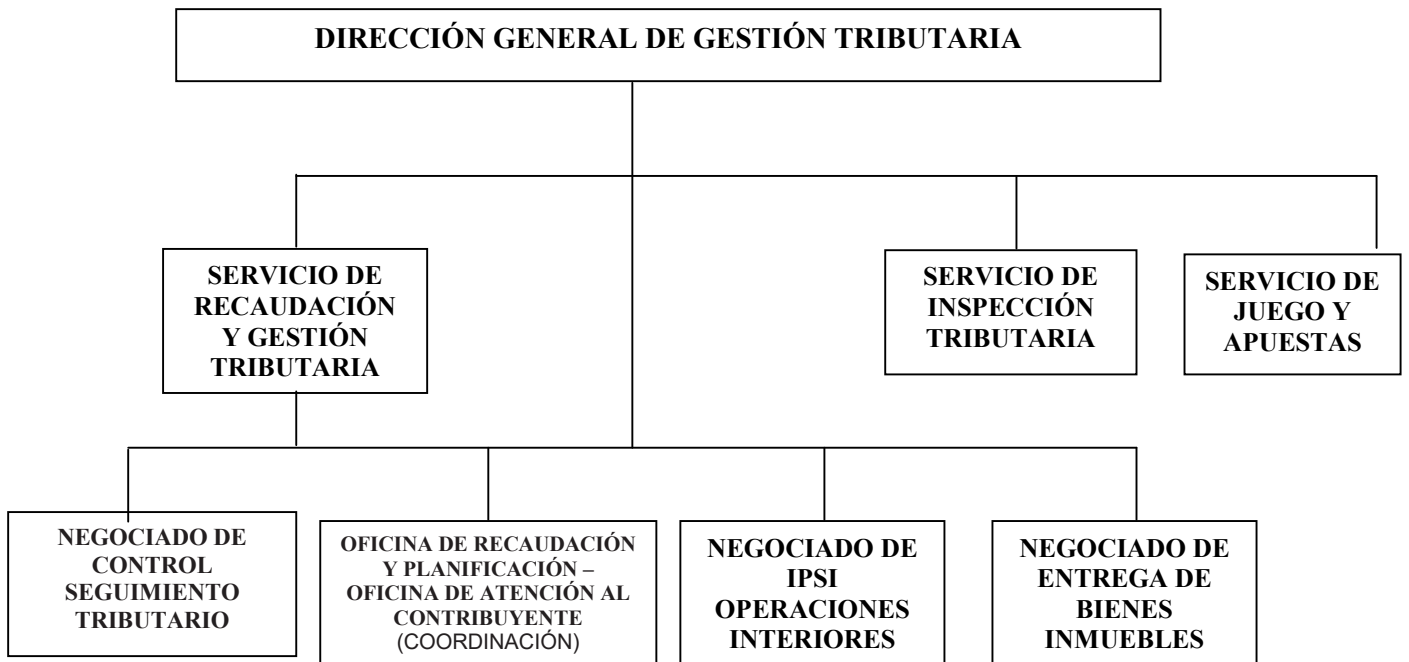 DIRECCIÓN GENERAL DE GESTIÓN TRIBUTARIA
SERVICIO DE
RECAUDACIÓN
Y GESTIÓN
TRIBUTARIA
SERVICIO DE
INSPECCIÓN
TRIBUTARIA
SERVICIO DE
JUEGO Y
APUESTAS
NEGOCIADO DE
CONTROL
SEGUIMIENTO
TRIBUTARIO
OFICINA DE RECAUDACIÓN
Y PLANIFICACIÓN –
OFICINA DE ATENCIÓN AL
CONTRIBUYENTE
(COORDINACIÓN)
NEGOCIADO DE
IPSI
OPERACIONES
INTERIORES
NEGOCIADO DE
ENTREGA DE
BIENES
INMUEBLES